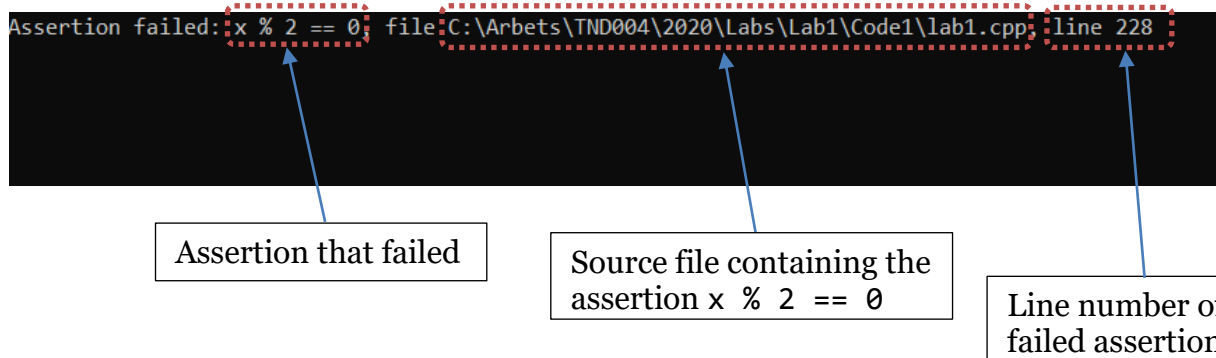 Assertion failed: x % 2 == 0, file C:\Arbets\TND004\2020\Labs\Lab1\Code1\lab1.cpp, line 228
Assertion that failed
Source file containing the
assertion x % 2 == 0
Line number of
failed assertion